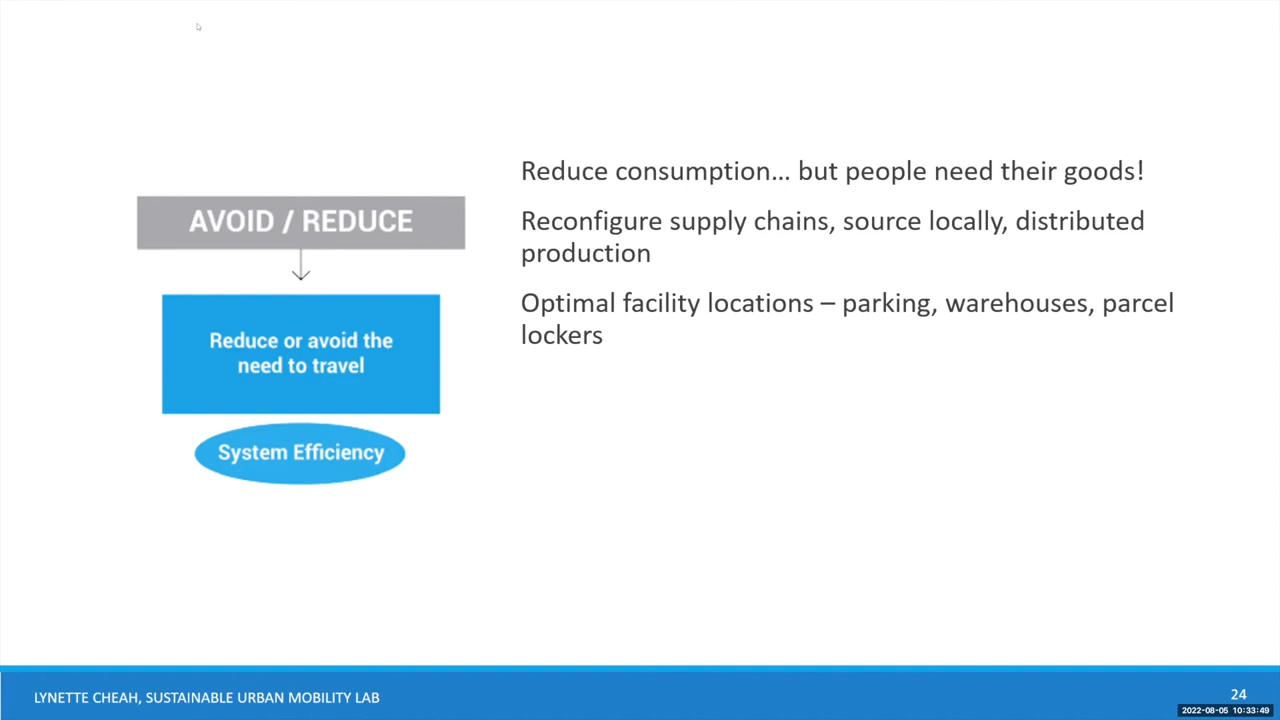 AVOID / REDUCE
Reduce or avoid the
need to travel
System Efficiency
Reduce consumption... but people need their goods!
Reconfigure supply chains, source locally, distributed
production
Optimal facility locations – parking, warehouses, parcel
lockers
LYNETTE CHEAH, SUSTAINABLE URBAN MOBILITY LAB
24
2022-08-05 10:33:49